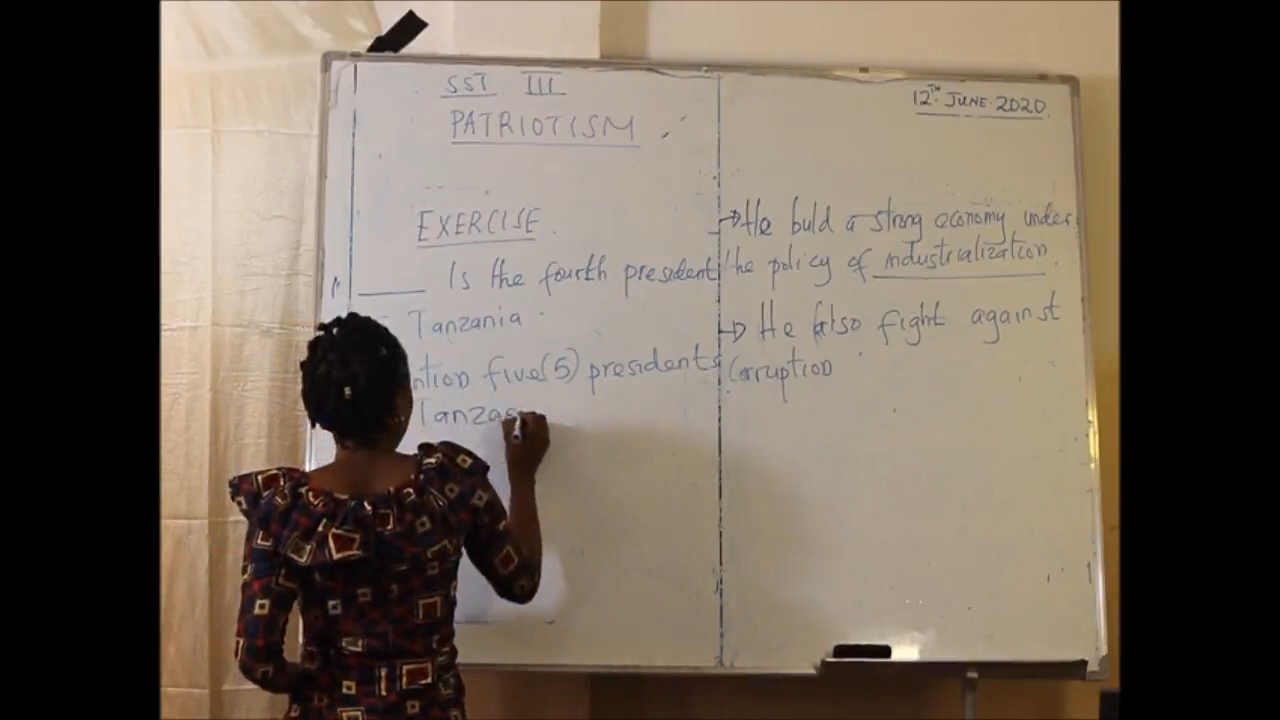 SST III
12TH JUNE 2020
PATRIOTISM
EXERCISE
_____ Is the fourth president
Tanzania
five (5) presidents
→ He buld a strong economy under
the policy of industrialization.
→ He also fight against
Corruption